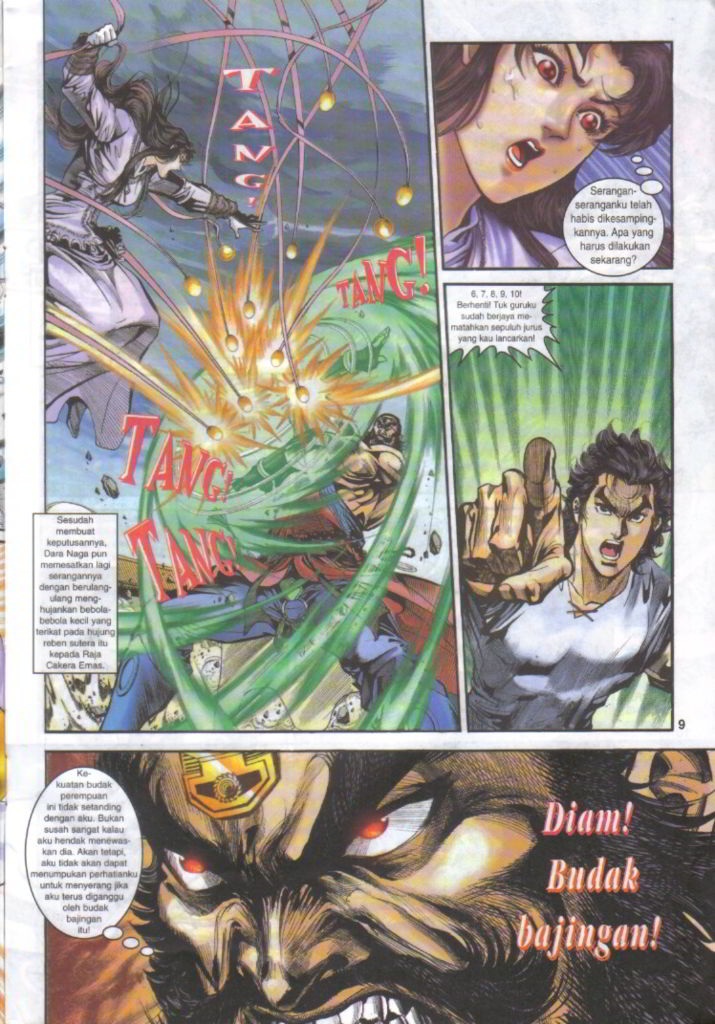 TANG
TANG!
TANG!
TANG!
TANG!
Serangan-
seranganku telah
habis dikesamping-
kannya. Apa yang
harus dilakukan
sekarang?
6, 7, 8, 9, 10!
Berhenti! Tuk guruku
sudah berjaya me-
matahkan sepuluh jurus
yang kau lancarkan!
Sesudah
membuat
keputusannya,
Dara Naga pun
memesatkan lagi
serangannya
dengan berulang-
ulang meng-
hujankan bebola-
bebola kecil yang
terikat pada hujung
reben sutera itu
kepada Raja
Cakera Emas.
9
Ke-
kuatan budak
perempuan
ini tidak setanding
dengan aku. Bukan
susah sangat kalau
aku hendak menewas-
kan dia. Akan tetapi,
aku tidak akan dapat
menumpukan perhatianku
untuk menyerang jika
aku terus diganggu
oleh budak
bajingan
itu!
Diam!
Budak
bajingan!